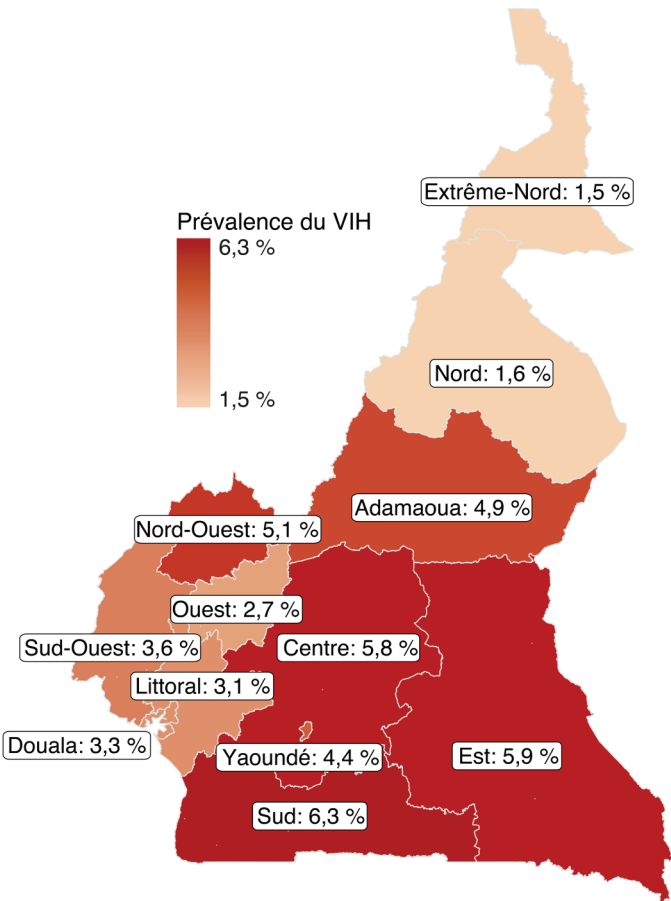 Extrême-Nord: 1,5 %
Prévalence du VIH
6,3 %
1,5 %
Nord: 1,6 %
Adamaoua: 4,9 %
Nord-Ouest: 5,1 %
Ouest: 2,7 %
Sud-Ouest: 3,6 %
Centre: 5,8 %
Littoral: 3,1 %
Douala: 3,3 %
Yaoundé: 4,4 %
Est: 5,9 %
Sud: 6,3 %